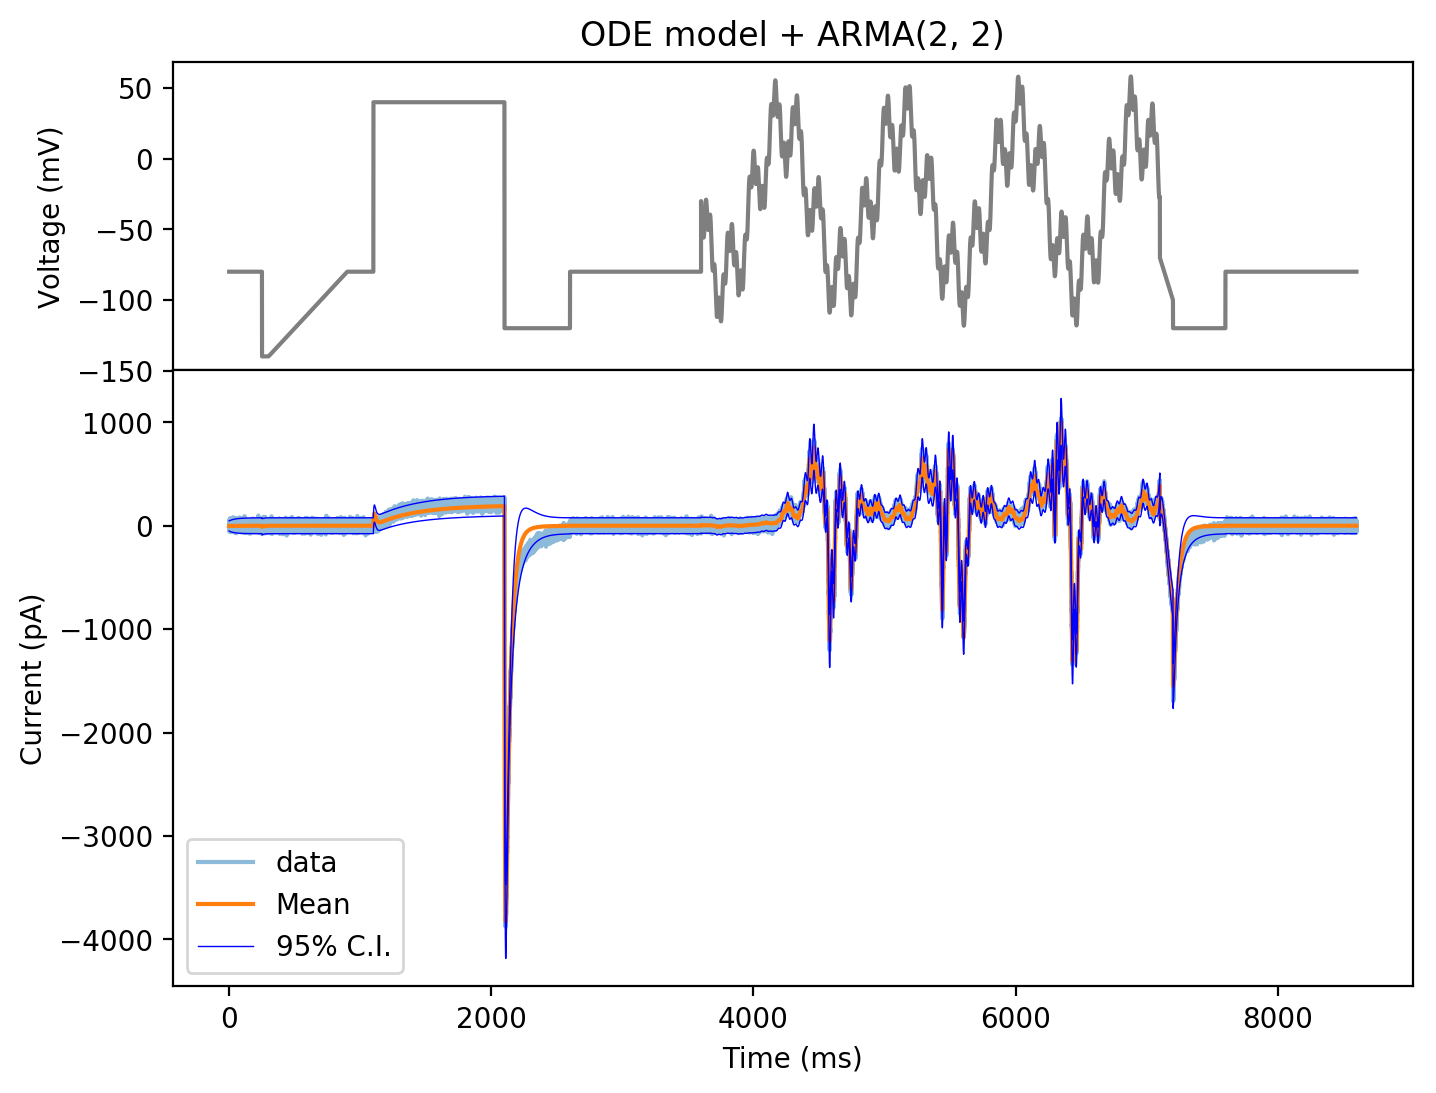 ODE model + ARMA(2, 2)
50
0
−50
−100
−150
Voltage (mV)
1000
0
−1000
−2000
−3000
−4000
Current (pA)
data
Mean
95% C.I.
0 2000 4000 6000 8000
Time (ms)